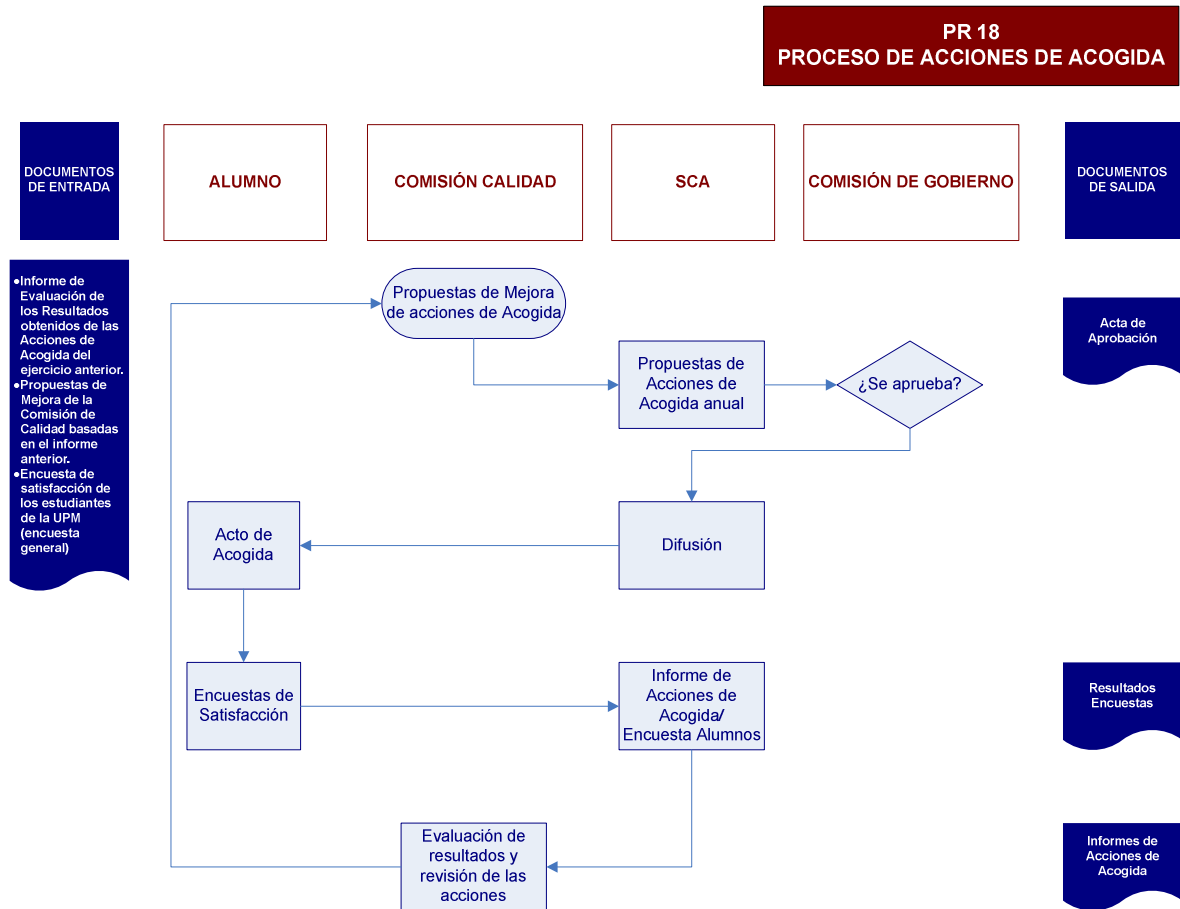 PR 18
PROCESO DE ACCIONES DE ACOGIDA
DOCUMENTOS
DE ENTRADA
ALUMNO
COMISIÓN CALIDAD
SCA
COMISIÓN DE GOBIERNO
DOCUMENTOS
DE SALIDA
•Informe de
Evaluación de
los Resultados
obtenidos de las
Acciones de
Acogida del
ejercicio anterior.
•Propuestas de
Mejora de la
Comisión de
Calidad basadas
en el informe
anterior.
•Encuesta de
satisfacción de
los estudiantes
de la UPM
(encuesta
general)
Propuestas de Mejora
de acciones de Acogida
Propuestas de
Acciones de
Acogida anual
¿Se aprueba?
Acta de
Aprobación
Acto de
Acogida
Difusión
Encuestas de
Satisfacción
Informe de
Acciones de
Acogida/
Encuesta Alumnos
Resultados
Encuestas
Evaluación de
resultados y
revisión de las
acciones
Informes de
Acciones de
Acogida